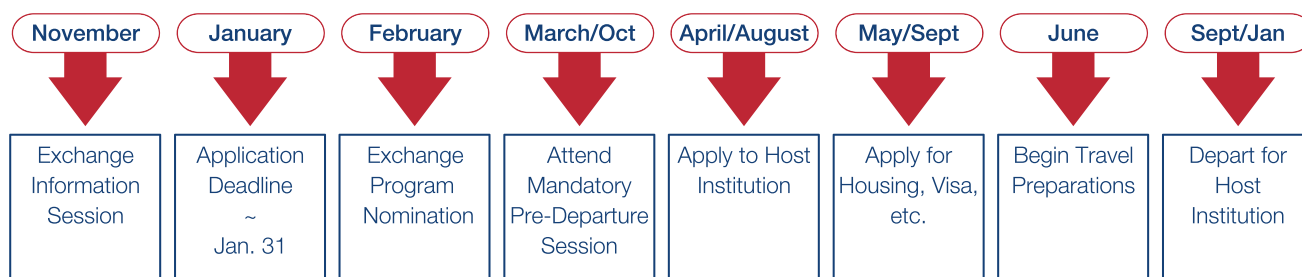 November
Exchange
Information
Session
January
Application
Deadline
~
Jan. 31
February
Exchange
Program
Nomination
March/Oct
Attend
Mandatory
Pre-Departure
Session
April/August
Apply to Host
Institution
May/Sept
Apply for
Housing, Visa,
etc.
June
Begin Travel
Preparations
Sept/Jan
Depart for
Host
Institution